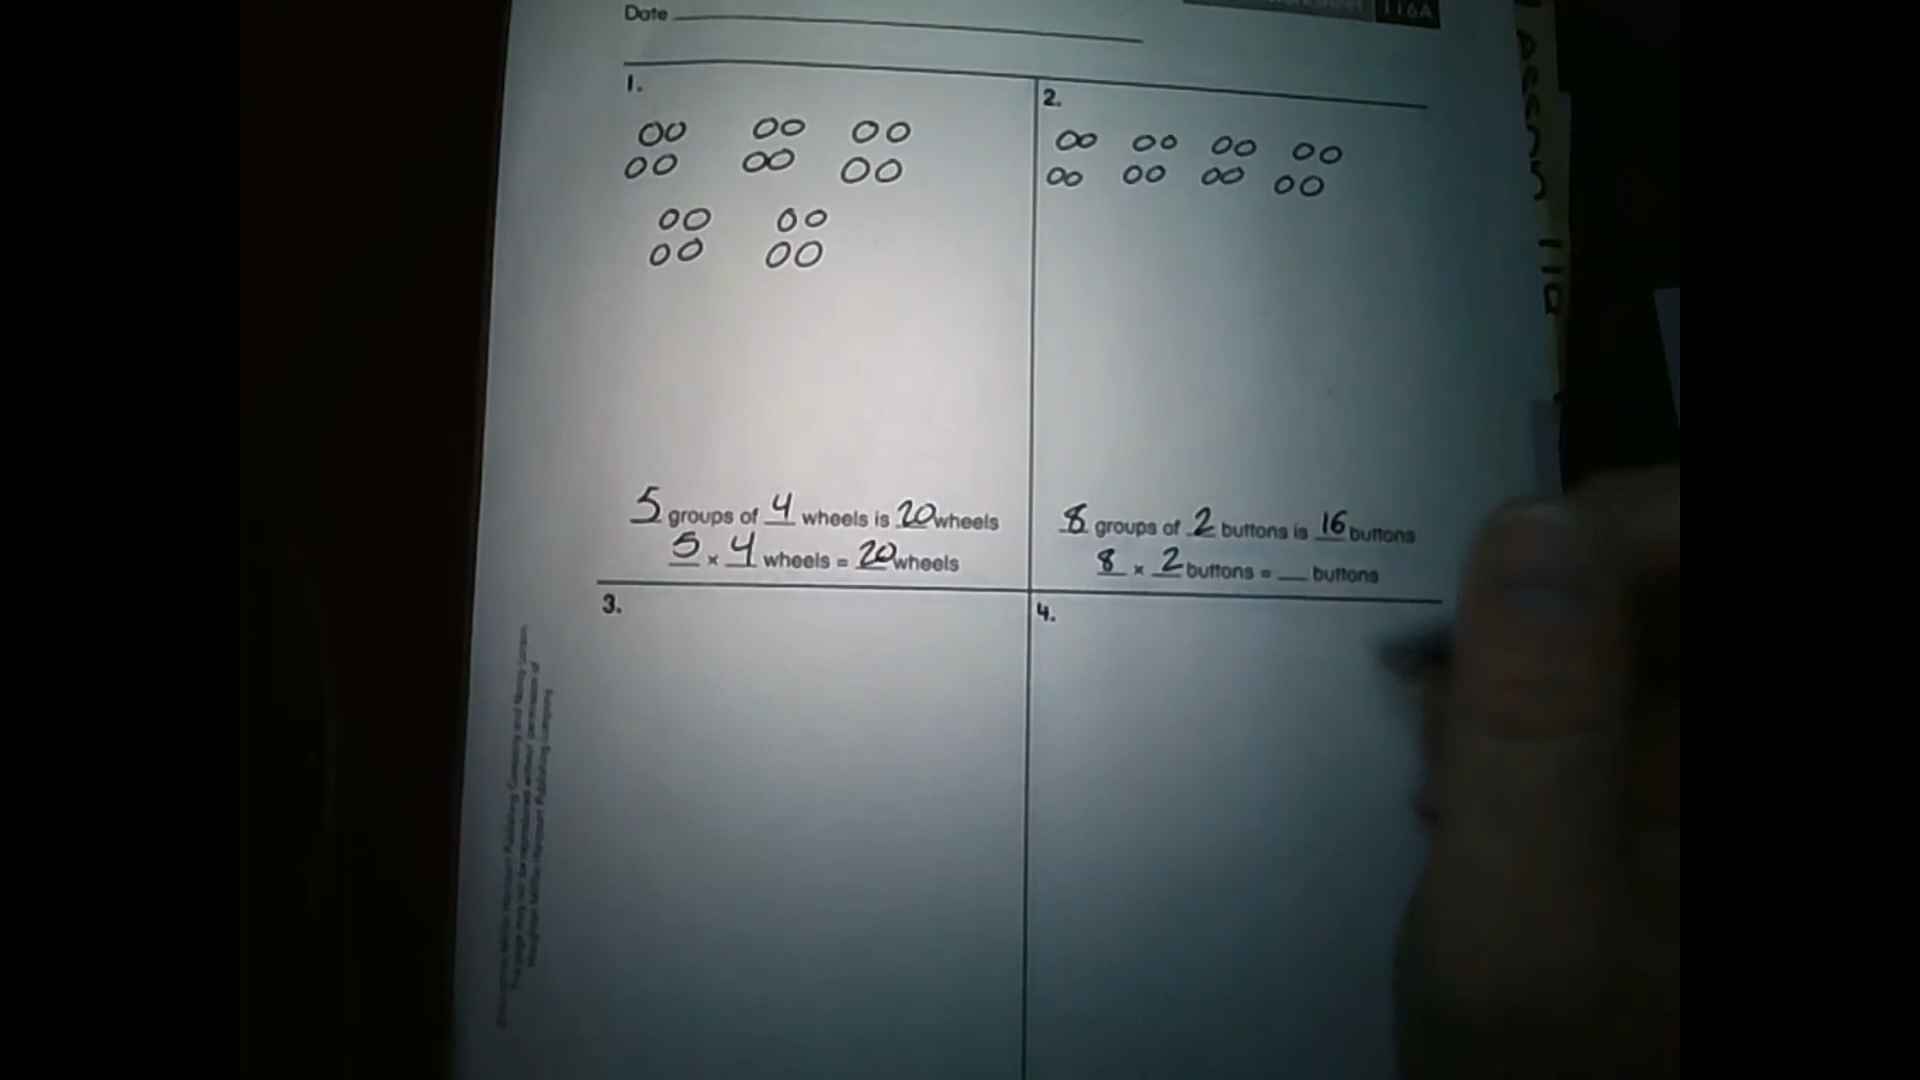 Date
116A
1.
2.
5 groups of 4 wheels is 20 wheels
5 × 4 wheels = 20 wheels
8 groups of 2 buttons is 16 buttons
8 × 2 buttons = __ buttons
3.
4.